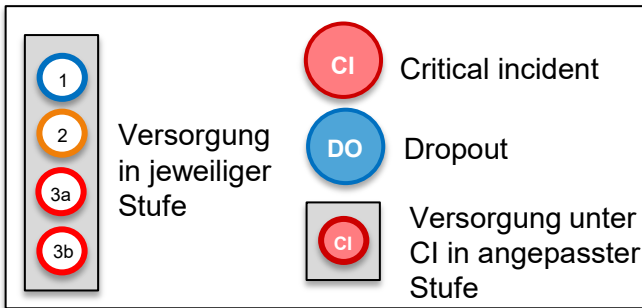 1
2
3a
3b
Versorgung
in jeweiliger
Stufe
CI
Critical incident
DO
Dropout
CI
Versorgung unter
CI in angepasster
Stufe